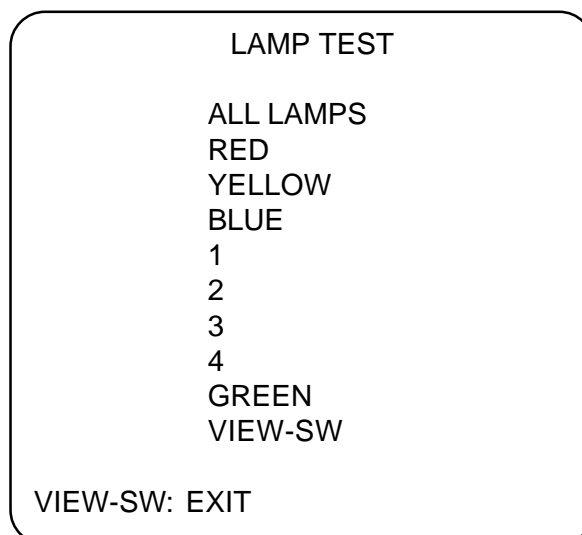 LAMP TEST
ALL LAMPS
RED
YELLOW
BLUE
1
2
3
4
GREEN
VIEW-SW
VIEW-SW: EXIT